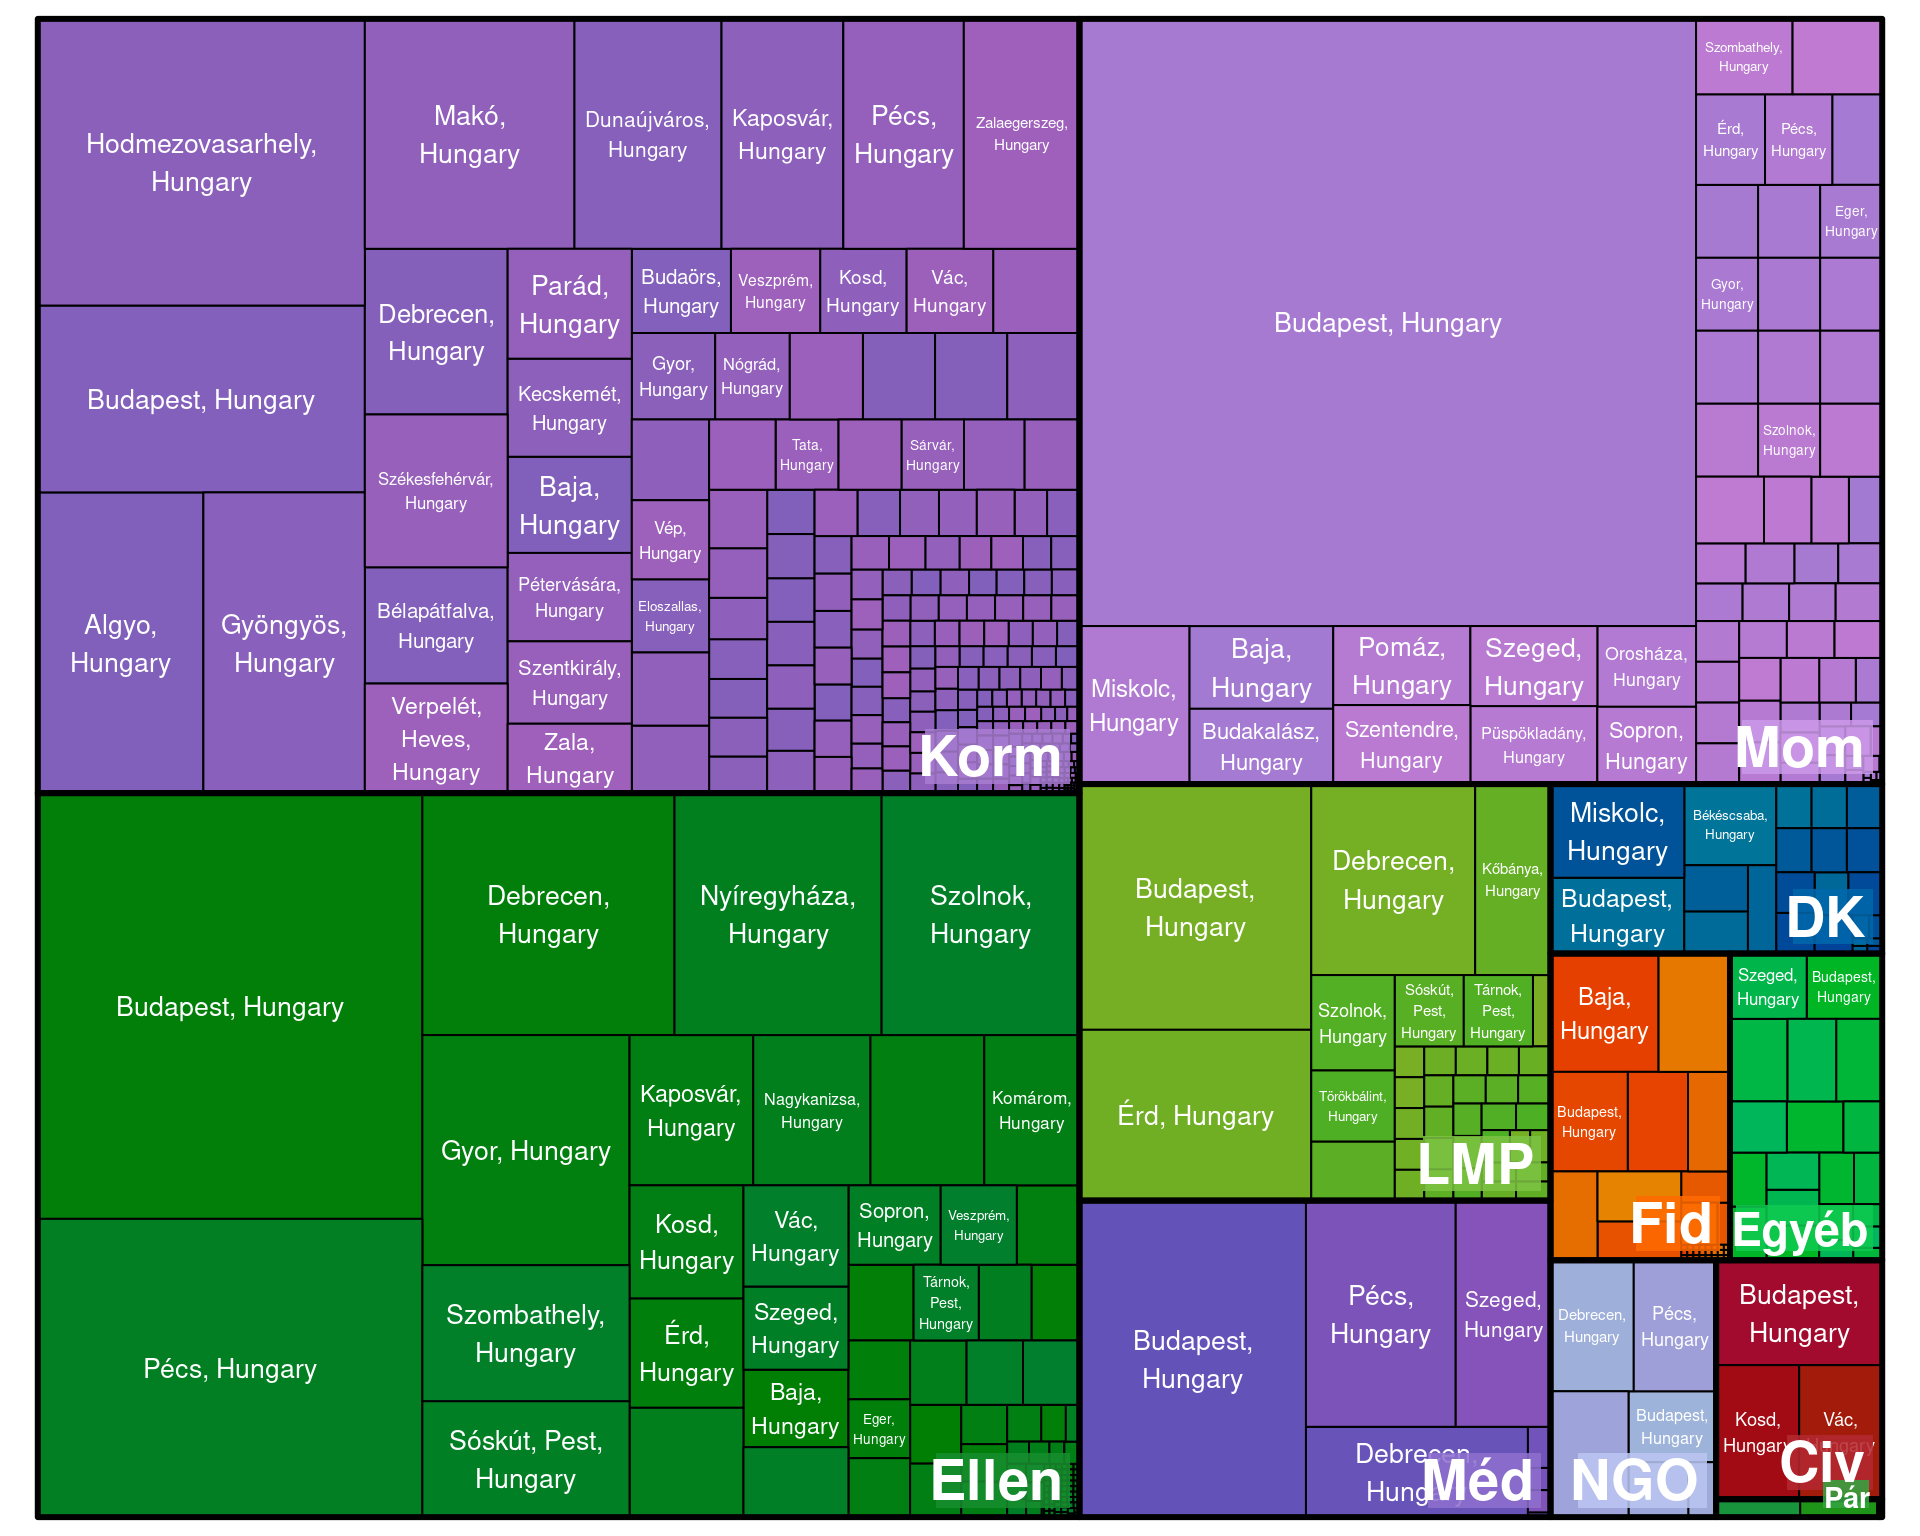 Hodmezovasarhely,
Hungary
Budapest, Hungary
Algyo,
Hungary
Gyöngyös,
Hungary
Makó,
Hungary
Dunaújváros,
Hungary
Kaposvár,
Hungary
Pécs,
Hungary
Zalaegerszeg,
Hungary
Debrecen,
Hungary
Székesfehérvár,
Hungary
Bélapátfalva,
Hungary
Verpelét,
Heves,
Hungary
Parád,
Hungary
Kecskemét,
Hungary
Baja,
Hungary
Pétervására,
Hungary
Szentkirály,
Hungary
Zala,
Hungary
Budaörs,
Hungary
Veszprém,
Hungary
Kosd,
Hungary
Vác,
Hungary
Gyor,
Hungary
Nógrád,
Hungary
Tata,
Hungary
Sárvár,
Hungary
Vép,
Hungary
Eloszallas,
Hungary
Korm
Budapest, Hungary
Miskolc,
Hungary
Baja,
Hungary
Budakalász,
Hungary
Pomáz,
Hungary
Szentendre,
Hungary
Szeged,
Hungary
Püspökladány,
Hungary
Orosháza,
Hungary
Sopron,
Hungary
Szombathely,
Hungary
Érd,
Hungary
Pécs,
Hungary
Eger,
Hungary
Gyor,
Hungary
Szolnok,
Hungary
Mom
Budapest, Hungary
Pécs, Hungary
Debrecen,
Hungary
Nyíregyháza,
Hungary
Szolnok,
Hungary
Gyor, Hungary
Szombathely,
Hungary
Sóskút, Pest,
Hungary
Kaposvár,
Hungary
Nagykanizsa,
Hungary
Komárom,
Hungary
Kosd,
Hungary
Érd,
Hungary
Vác,
Hungary
Szeged,
Hungary
Baja,
Hungary
Sopron,
Hungary
Veszprém,
Hungary
Tárnok,
Pest,
Hungary
Eger,
Hungary
Ellen
Budapest,
Hungary
Érd, Hungary
Debrecen,
Hungary
Kőbánya,
Hungary
Szolnok,
Hungary
Törökbálint,
Hungary
Sóskút,
Pest,
Hungary
Tárnok,
Pest,
Hungary
LMP
Budapest,
Hungary
Pécs,
Hungary
Szeged,
Hungary
Debrecen,
Hungary
Méd
Miskolc,
Hungary
Budapest,
Hungary
Békéscsaba,
Hungary
DK
Baja,
Hungary
Budapest,
Hungary
Fid
Szeged,
Hungary
Budapest,
Hungary
Egyéb
Debrecen,
Hungary
Pécs,
Hungary
Budapest,
Hungary
NGO
Budapest,
Hungary
Kosd,
Hungary
Vác,
Hungary
Civ
Pár